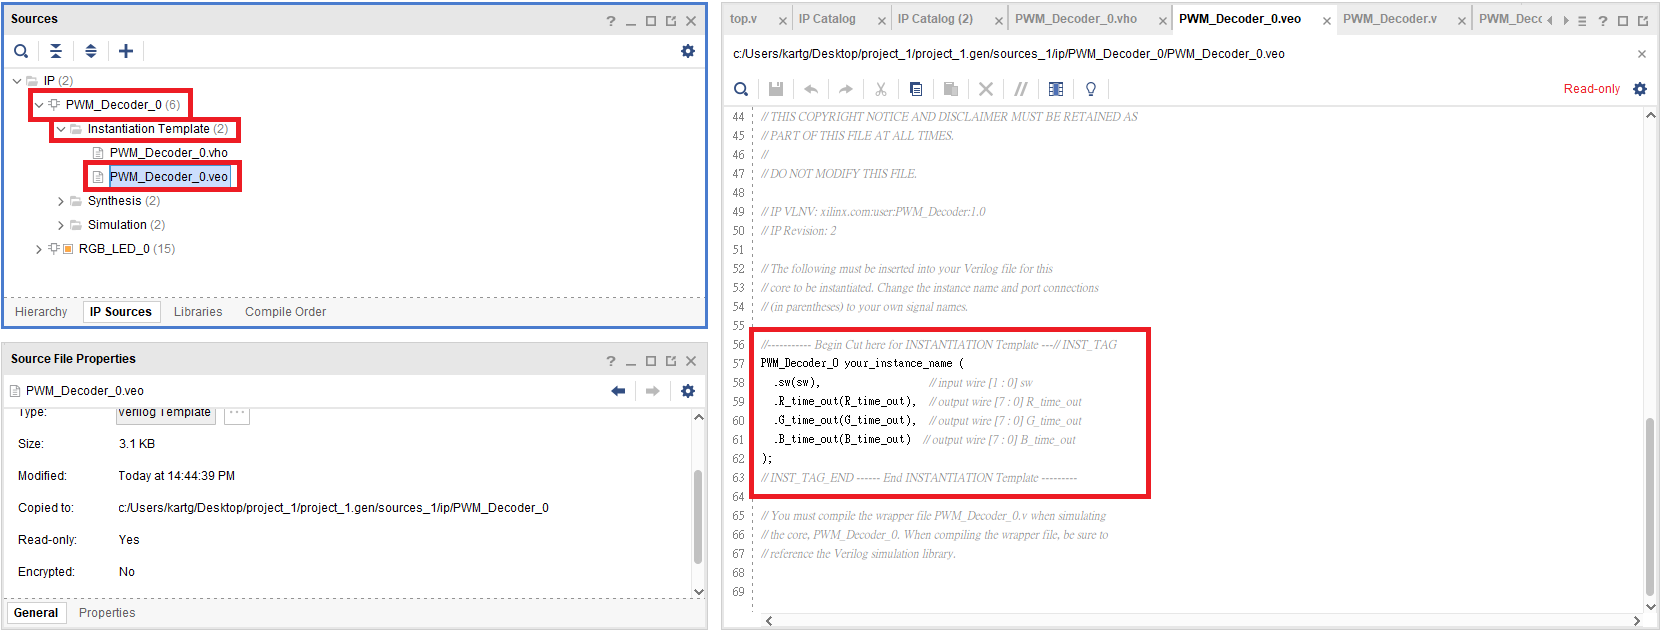 Sources
IP (2)
PWM_Decoder_0 (6)
Instantiation Template (2)
PWM_Decoder_0.vho
PWM_Decoder_0.veo
Synthesis (2)
Simulation (2)
RGB_LED_0 (15)
Hierarchy IP Sources Libraries Compile Order
Source File Properties
PWM_Decoder_0.veo
Type: Verilog Template ...
Size: 3.1 KB
Modified: Today at 14:44:39 PM
Copied to: c:/Users/kartg/Desktop/project_1/project_1.gen/sources_1/ip/PWM_Decoder_0
Read-only: Yes
Encrypted: No
General Properties
top.v IP Catalog IP Catalog (2) PWM_Decoder_0.vho PWM_Decoder_0.veo PWM_Decoder.v PWM_Decc
c:/Users/kartg/Desktop/project_1/project_1.gen/sources_1/ip/PWM_Decoder_0/PWM_Decoder_0.veo
Read-only
44 // THIS COPYRIGHT NOTICE AND DISCLAIMER MUST BE RETAINED AS
45 // PART OF THIS FILE AT ALL TIMES.
46 //
47 // DO NOT MODIFY THIS FILE.
48
49 // IP VLNV: xilinx.com:user:PWM_Decoder:1.0
50 // IP Revision: 2
51
52 // The following must be inserted into your Verilog file for this
53 // core to be instantiated. Change the instance name and port connections
54 // (in parentheses) to your own signal names.
55
56 //----------- Begin Cut here for INSTANTIATION Template ---// INST_TAG
57 PWM_Decoder_0 your_instance_name (
58 .sw(sw), // input wire [1 : 0] sw
59 .R_time_out(R_time_out), // output wire [7 : 0] R_time_out
60 .G_time_out(G_time_out), // output wire [7 : 0] G_time_out
61 .B_time_out(B_time_out) // output wire [7 : 0] B_time_out
62 );
63 // INST_TAG_END ------ End INSTANTIATION Template ---------
64
65 // You must compile the wrapper file PWM_Decoder_0.v when simulating
66 // the core, PWM_Decoder_0. When compiling the wrapper file, be sure to
67 // reference the Verilog simulation library.
68
69